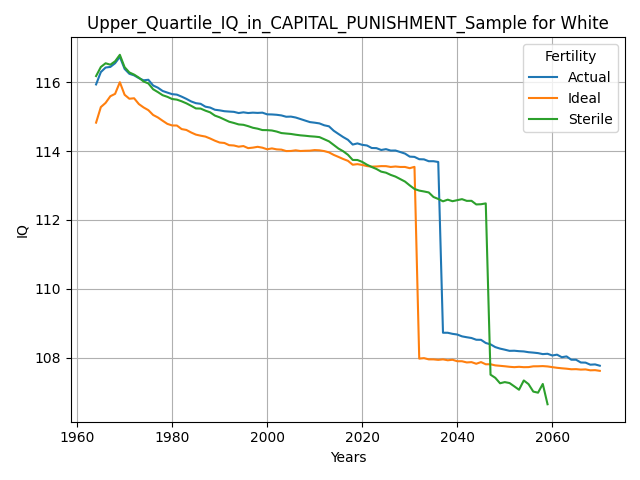 Upper_Quartile_IQ_in_CAPITAL_PUNISHMENT_Sample for White
Fertility
Actual
Ideal
Sterile
IQ
116
114
112
110
108
1960
1980
2000
2020
2040
2060
Years